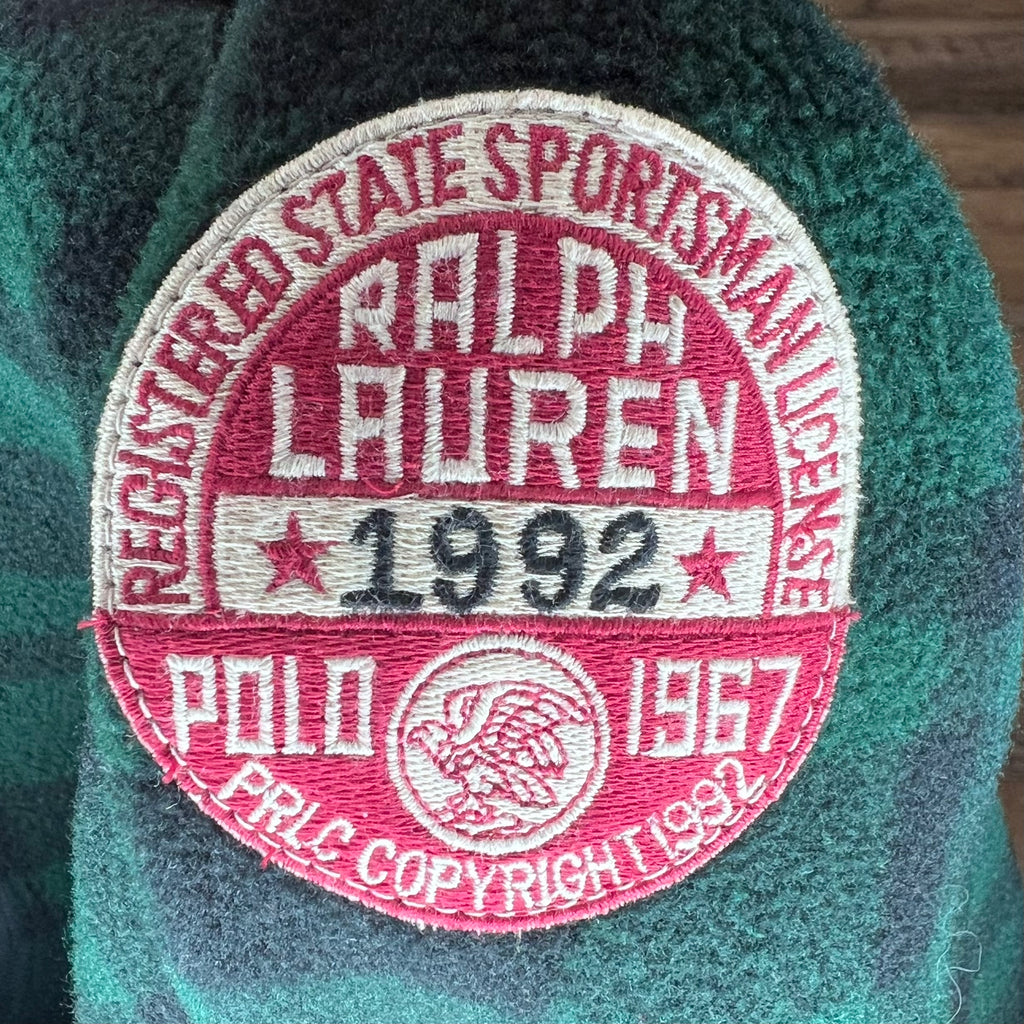 REGISTERED STATE SPORTSMAN LICENSE
RALPH
LAUREN
1992
POLO 1967
PRLC COPYRIGHT 1992